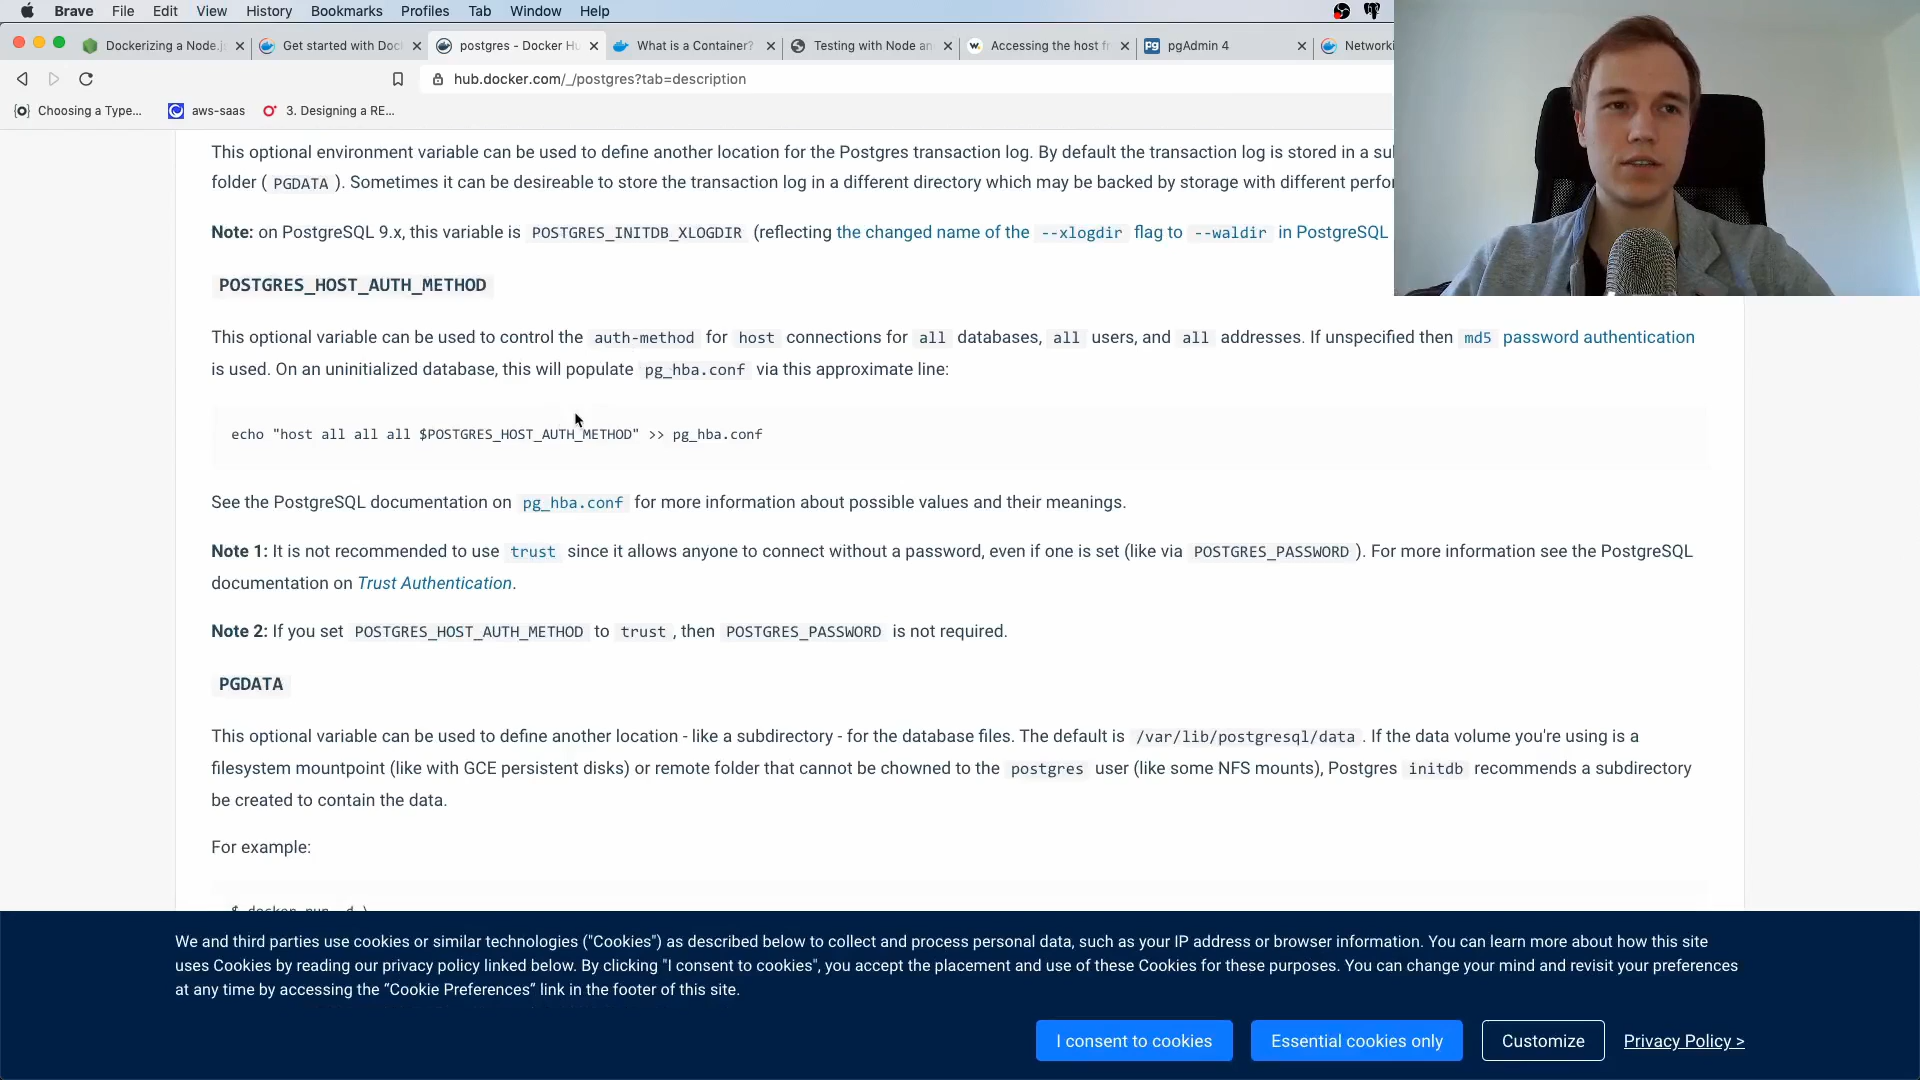 Brave File Edit View History Bookmarks Profiles Tab Window Help
Dockerizing a Node.j
Get started with Doc
postgres - Docker Hu
What is a Container?
Testing with Node an
Accessing the host f
pgAdmin 4
Networki
hub.docker.com/_/postgres?tab=description
Choosing a Type... aws-saas 3. Designing a RE...
This optional environment variable can be used to define another location for the Postgres transaction log. By default the transaction log is stored in a
folder ( PGDATA ). Sometimes it can be desireable to store the transaction log in a different directory which may be backed by storage with different
Note: on PostgreSQL 9.x, this variable is POSTGRES_INITDB_XLOGDIR (reflecting the changed name of the --xlogdir flag to --waldir in PostgreSQL
POSTGRES_HOST_AUTH_METHOD
This optional variable can be used to control the auth-method for host connections for all databases, all users, and all addresses. If unspecified then md5 password authentication
is used. On an uninitialized database, this will populate pg_hba.conf via this approximate line:
echo "host all all all $POSTGRES_HOST_AUTH_METHOD" >> pg_hba.conf
See the PostgreSQL documentation on pg_hba.conf for more information about possible values and their meanings.
Note 1: It is not recommended to use trust since it allows anyone to connect without a password, even if one is set (like via POSTGRES_PASSWORD ). For more information see the PostgreSQL
documentation on Trust Authentication.
Note 2: If you set POSTGRES_HOST_AUTH_METHOD to trust , then POSTGRES_PASSWORD is not required.
PGDATA
This optional variable can be used to define another location - like a subdirectory - for the database files. The default is /var/lib/postgresql/data . If the data volume you're using is a
filesystem mountpoint (like with GCE persistent disks) or remote folder that cannot be chowned to the postgres user (like some NFS mounts), Postgres initdb recommends a subdirectory
be created to contain the data.
For example:
$ docker run -d \
We and third parties use cookies or similar technologies ("Cookies") as described below to collect and process personal data, such as your IP address or browser information. You can learn more about how this site
uses Cookies by reading our privacy policy linked below. By clicking "I consent to cookies", you accept the placement and use of these Cookies for these purposes. You can change your mind and revisit your preferences
at any time by accessing the “Cookie Preferences” link in the footer of this site.
I consent to cookies Essential cookies only Customize Privacy Policy >